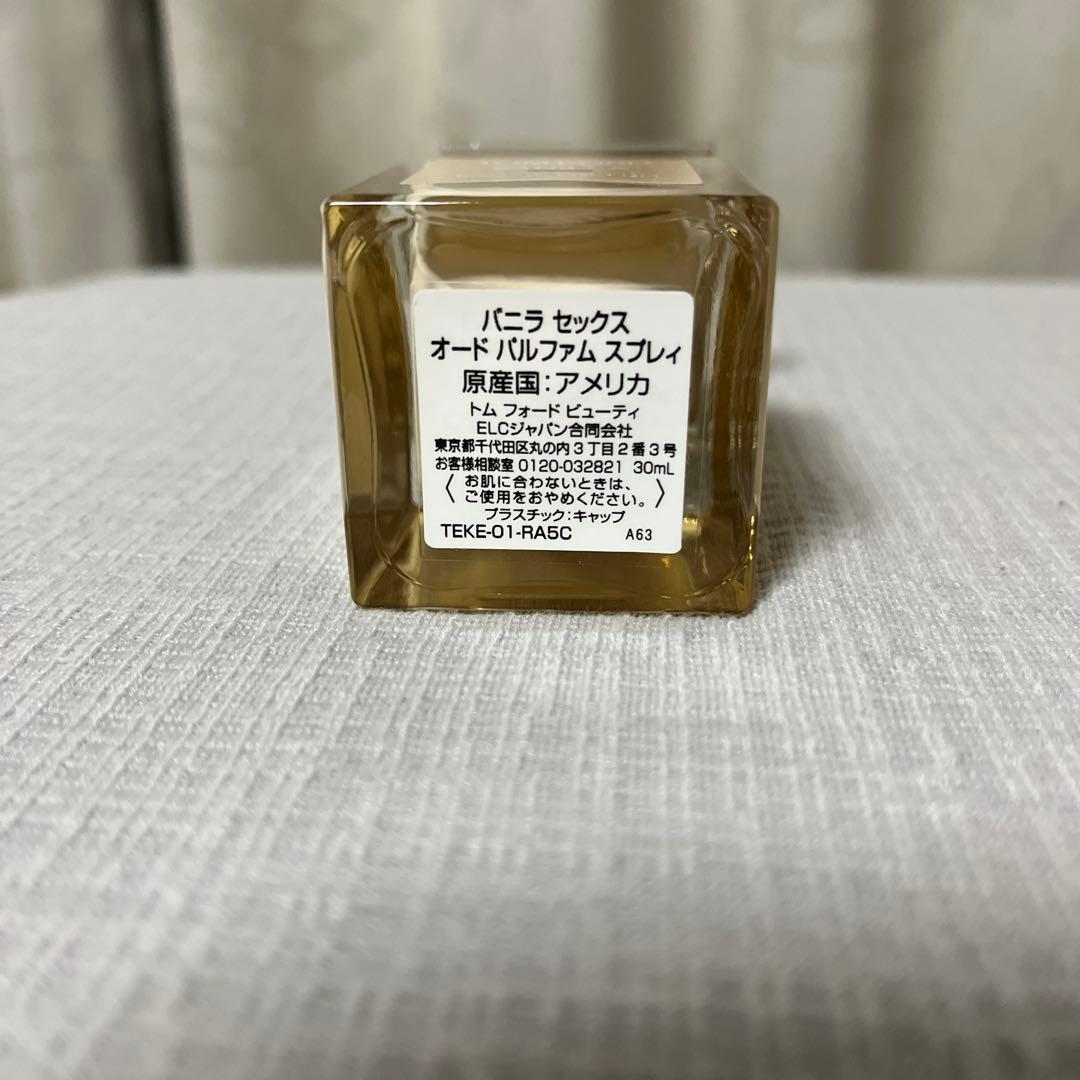 バニラ セックス
オード パルファム スプレィ
原産国：アメリカ
トム フォード ビューティ
ELCジャパン合同会社
東京都千代田区丸の内3丁目2番3号
お客様相談室 0120-032821 30mL
〈お肌に合わないときは、
ご使用をおやめください。〉
プラスチック：キャップ
TEKE-01-RA5C A63